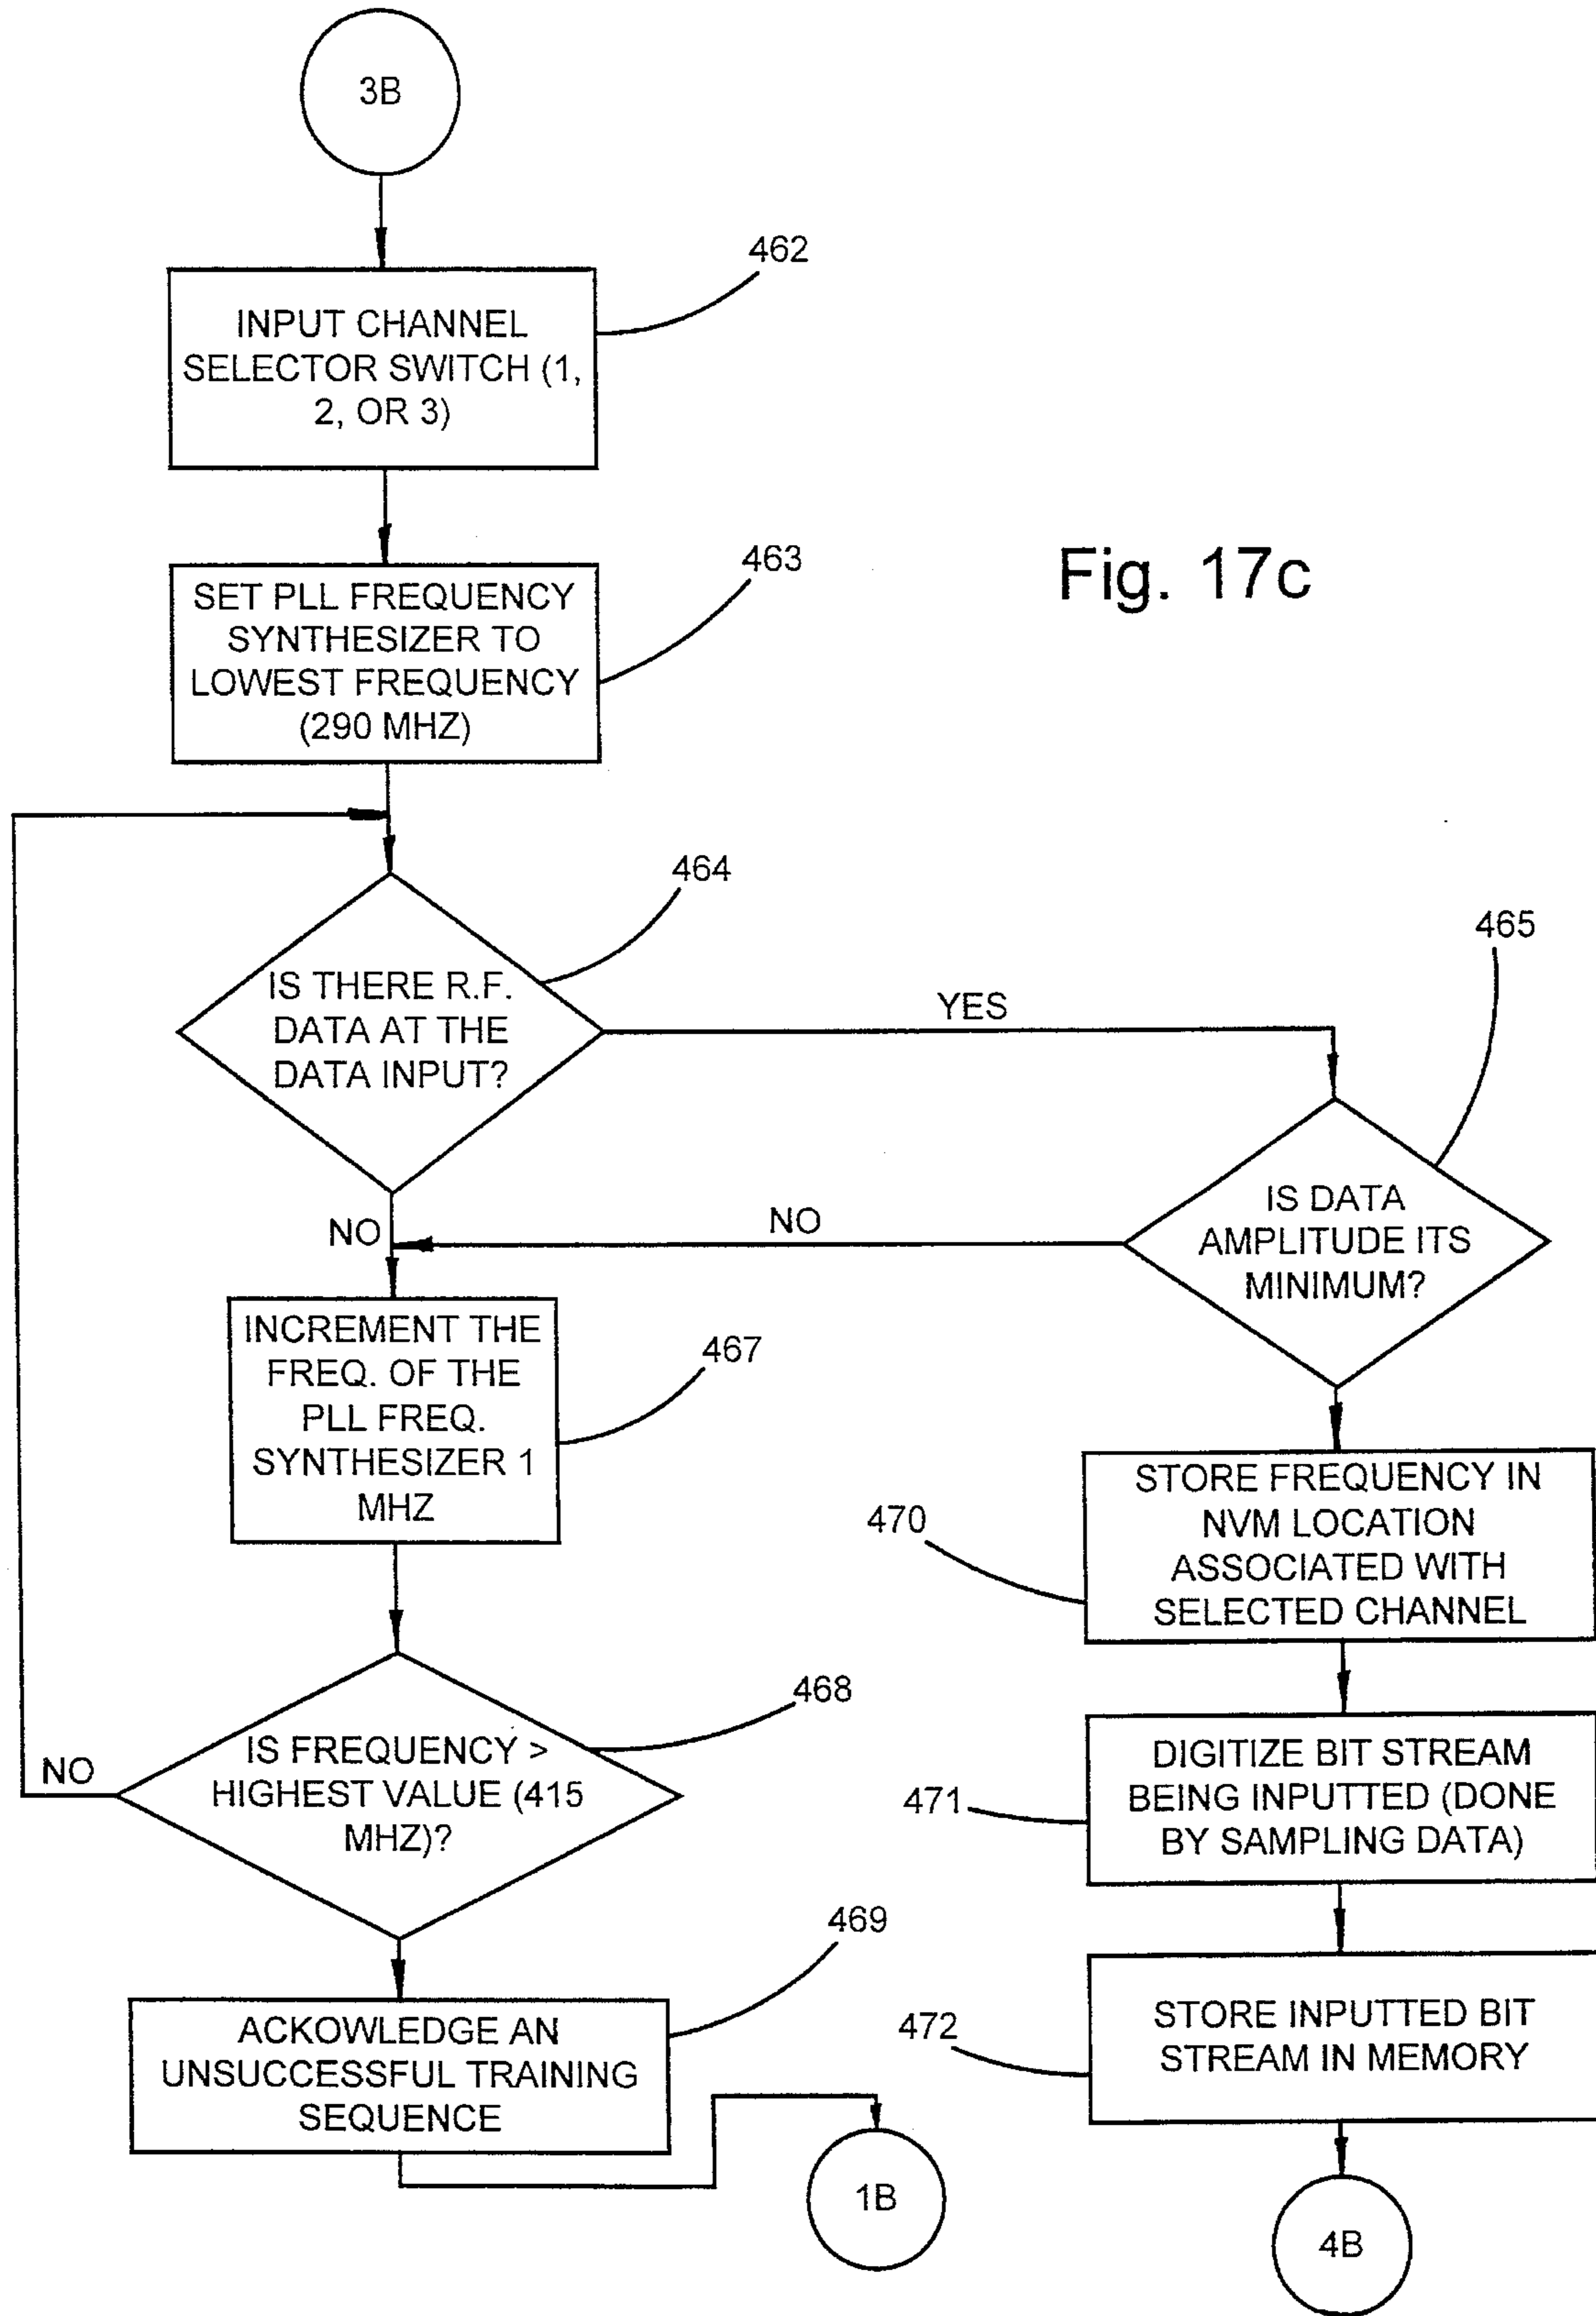 3B
462
INPUT CHANNEL
SELECTOR SWITCH (1,
2, OR 3)
463
SET PLL FREQUENCY
SYNTHESIZER TO
LOWEST FREQUENCY
(290 MHZ)
Fig. 17c
464
IS THERE R.F.
DATA AT THE
DATA INPUT?
YES
465
IS DATA
AMPLITUDE ITS
MINIMUM?
NO
NO
INCREMENT THE
FREQ. OF THE
PLL FREQ.
SYNTHESIZER 1
MHZ
467
468
IS FREQUENCY >
HIGHEST VALUE (415
MHZ)?
NO
469
ACKOWLEDGE AN
UNSUCCESSFUL TRAINING
SEQUENCE
1B
470
STORE FREQUENCY IN
NVM LOCATION
ASSOCIATED WITH
SELECTED CHANNEL
471
DIGITIZE BIT STREAM
BEING INPUTTED (DONE
BY SAMPLING DATA)
472
STORE INPUTTED BIT
STREAM IN MEMORY
4B